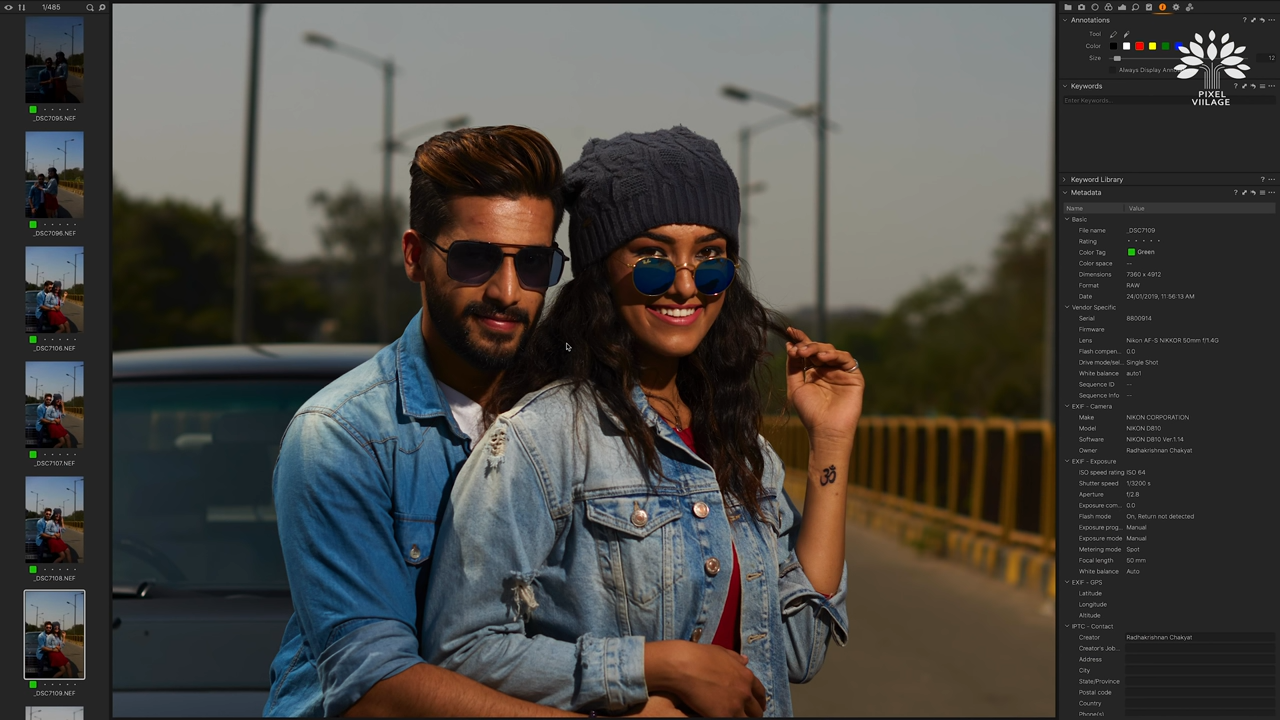 1/485
_DSC7095.NEF
_DSC7096.NEF
_DSC7106.NEF
_DSC7107.NEF
_DSC7108.NEF
_DSC7109.NEF
ॐ
Annotations
Tool
Color
Size 12
Always Display Ann
PIXEL
VIILAGE
Keywords
Enter Keywords...
Keyword Library
Metadata
Name Value
Basic
File name _DSC7109
Rating
Color Tag Green
Color space ---
Dimensions 7360 x 4912
Format RAW
Date 24/01/2019, 11:56:13 AM
Vendor Specific
Serial 8800914
Firmware
Lens Nikon AF-S NIKKOR 50mm f/1.4G
Flash compen... 0.0
Drive mode/sel... Single Shot
White balance auto1
Sequence ID ---
Sequence Info ---
EXIF - Camera
Make NIKON CORPORATION
Model NIKON D810
Software NIKON D810 Ver.1.14
Owner Radhakrishnan Chakyat
EXIF - Exposure
ISO speed rating ISO 64
Shutter speed 1/3200 s
Aperture f/2.8
Exposure com... 0.0
Flash mode On, Return not detected
Exposure prog... Manual
Exposure mode Manual
Metering mode Spot
Focal length 50 mm
White balance Auto
EXIF - GPS
Latitude
Longitude
Altitude
IPTC - Contact
Creator Radhakrishnan Chakyat
Creator's Job...
Address
City
State/Province
Postal code
Country
Phone(s)